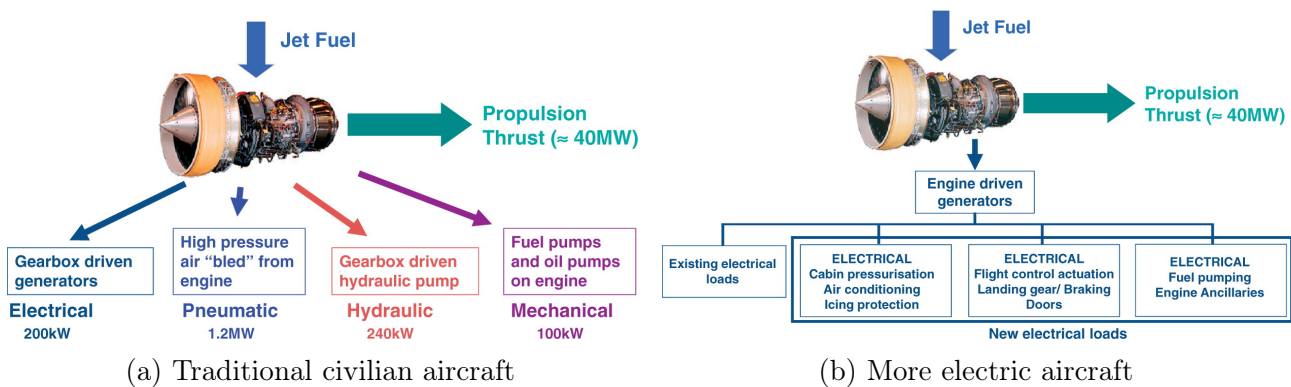 Jet Fuel
Propulsion
Thrust (≈ 40MW)
Gearbox driven
generators
Electrical
200kW
High pressure
air “bled” from
engine
Pneumatic
1.2MW
Gearbox driven
hydraulic pump
Hydraulic
240kW
Fuel pumps
and oil pumps
on engine
Mechanical
100kW
(a) Traditional civilian aircraft
Jet Fuel
Propulsion
Thrust (≈ 40MW)
Engine driven
generators
Existing electrical
loads
ELECTRICAL
Cabin pressurisation
Air conditioning
Icing protection
ELECTRICAL
Flight control actuation
Landing gear/ Braking
Doors
ELECTRICAL
Fuel pumping
Engine Ancillaries
New electrical loads
(b) More electric aircraft